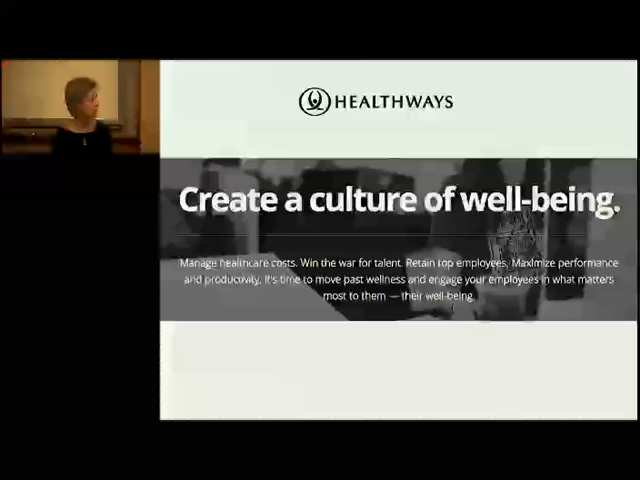 HEALTHWAYS
Create a culture of well-being.
Manage healthcare costs. Win the war for talent. Retain top employees. Maximize performance
and productivity. It's time to move past wellness and engage your employees in what matters
most to them — their well-being.